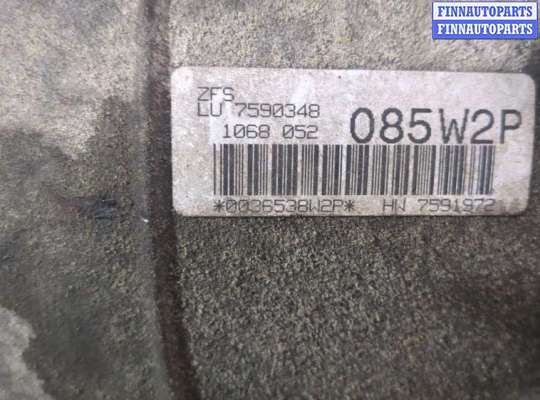 FINNAUTOPARTS
FINNAUTOPARTS
ZFS
LU 7590348
1068 052 085W2P
*0036538W2P* HW 7591972